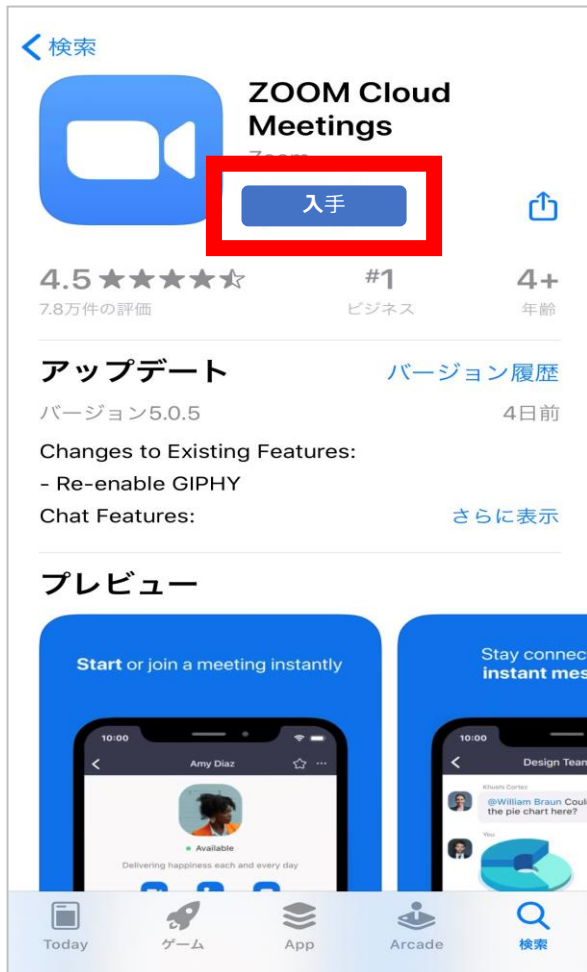 検索
ZOOM Cloud
Meetings
Zoom
入手
4.5
#1
4+
7.8万件の評価
ビジネス
年齢
アップデート
バージョン履歴
バージョン5.0.5
4日前
Changes to Existing Features:
- Re-enable GIPHY
Chat Features:
さらに表示
プレビュー
Start or join a meeting instantly
10:00
Amy Diaz
Available
Delivering happiness each and every day
Stay connec
instant mes
10:00
Design Team
Khushi Cortez
@William Braun Coul
the pie chart here?
You
Today
ゲーム
App
Arcade
検索